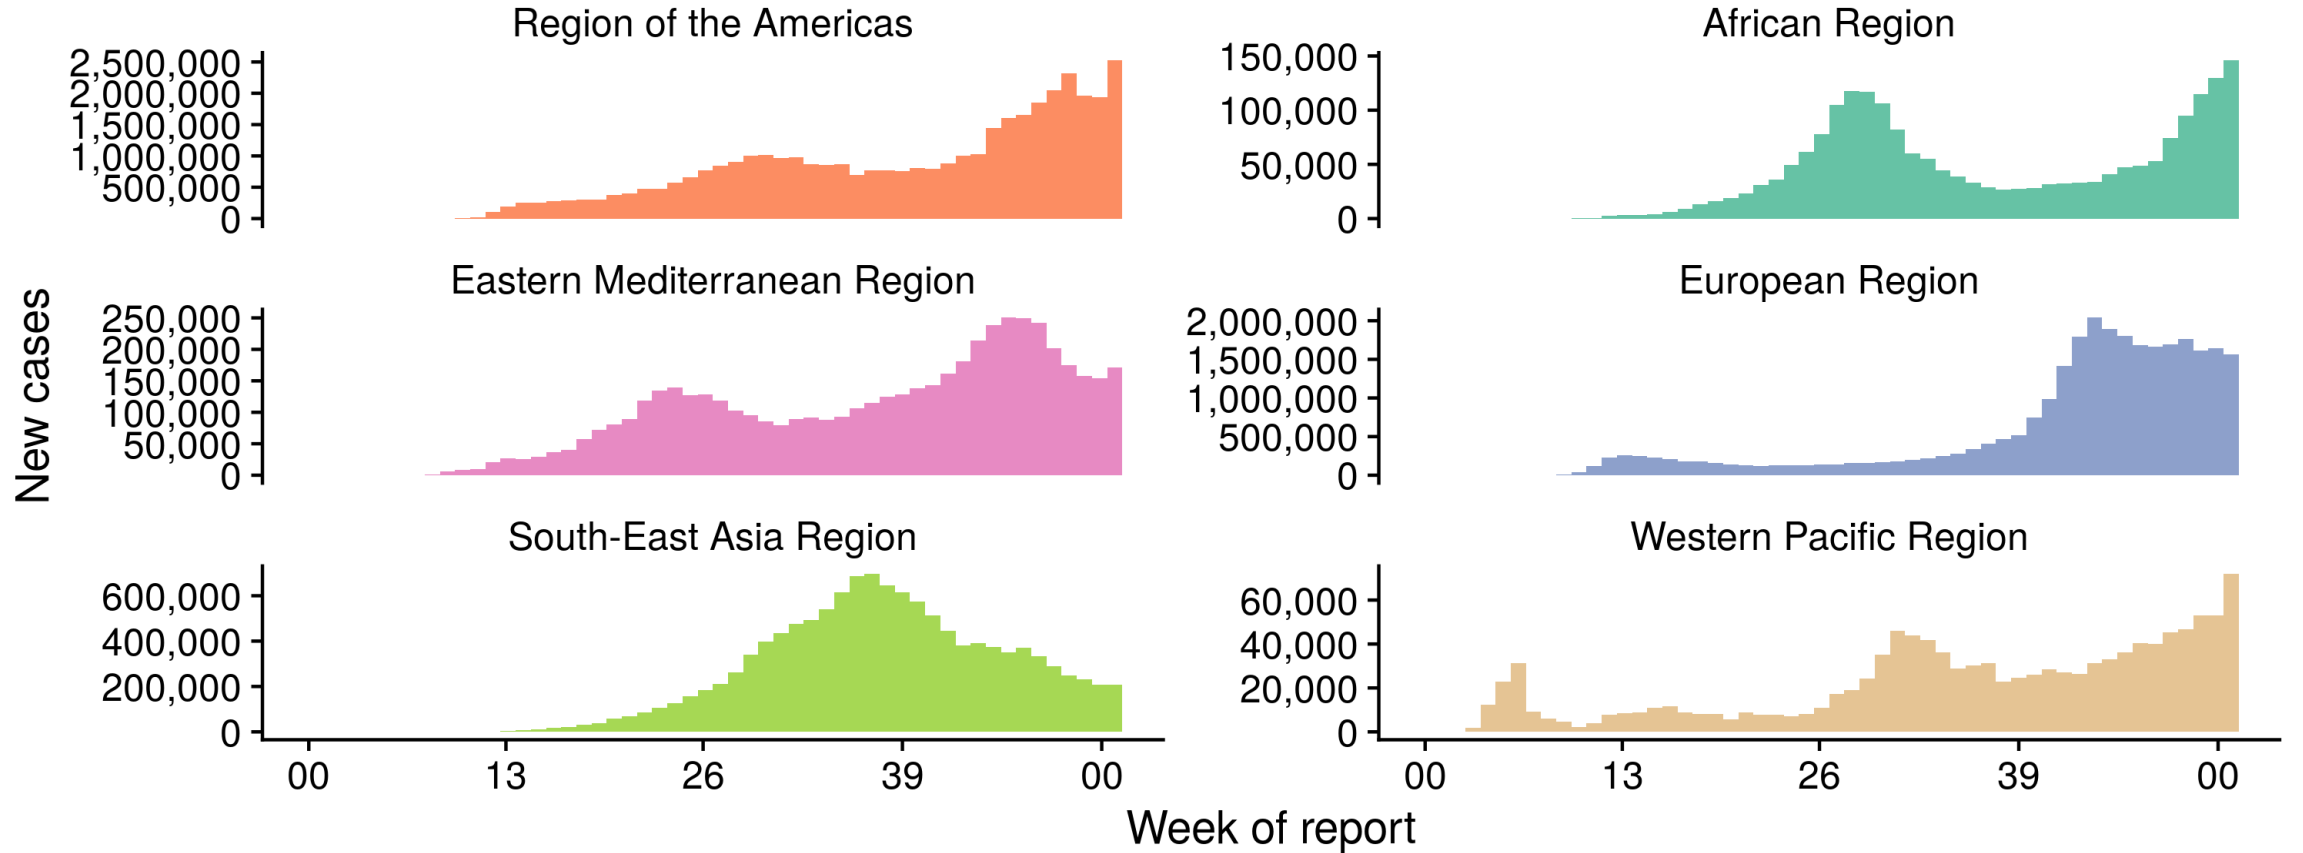 Region of the Americas
2,500,000
2,000,000
1,500,000
1,000,000
500,000
0
African Region
150,000
100,000
50,000
0
Eastern Mediterranean Region
250,000
200,000
150,000
100,000
50,000
0
European Region
2,000,000
1,500,000
1,000,000
500,000
0
South-East Asia Region
600,000
400,000
200,000
0
00 13 26 39 00
Western Pacific Region
60,000
40,000
20,000
0
00 13 26 39 00
New cases
Week of report